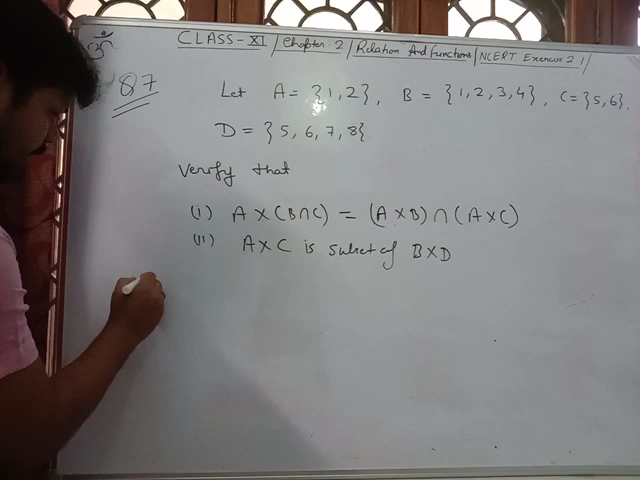 ॐ
CLASS-XI / Chapter 2 / Relation And Functions / NCERT Exercise 2.1 /
87
Let A = {1, 2}, B = {1, 2, 3, 4}, C = {5, 6}.
D = {5, 6, 7, 8}
Verify that
(i) A × (B ∩ C) = (A × B) ∩ (A × C)
(ii) A × C is subset of B × D